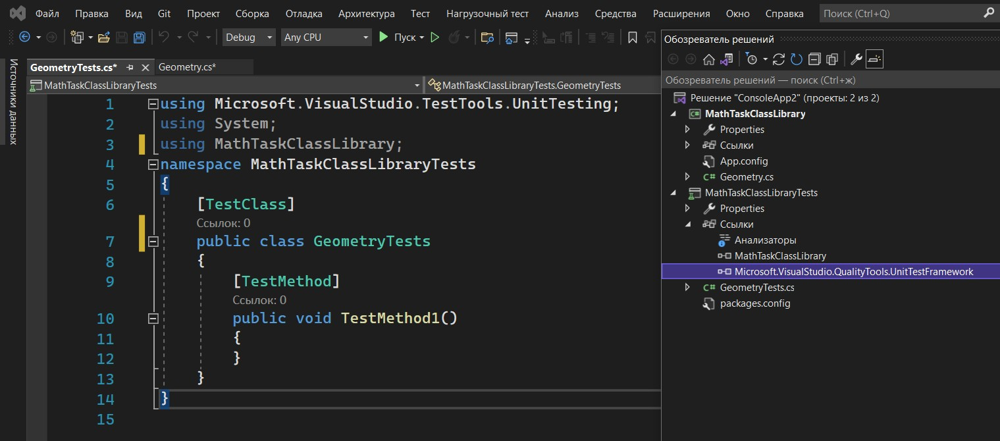 Файл Правка Вид Git Проект Сборка Отладка Архитектура Тест Нагрузочный тест Анализ Средства Расширения Окно Справка Поиск (Ctrl+Q)
Debug Any CPU Пуск
Источники данных
GeometryTests.cs* Geometry.cs*
MathTaskClassLibraryTests MathTaskClassLibraryTests.GeometryTests
1 using Microsoft.VisualStudio.TestTools.UnitTesting;
2 using System;
3 using MathTaskClassLibrary;
4 namespace MathTaskClassLibraryTests
5 {
6 [TestClass]
Ссылок: 0
7 public class GeometryTests
8 {
9 [TestMethod]
Ссылок: 0
10 public void TestMethod1()
11 {
12 }
13 }
14 }
15
Обозреватель решений
Обозреватель решений — поиск (Ctrl+ж)
Решение "ConsoleApp2" (проекты: 2 из 2)
C# MathTaskClassLibrary
Properties
Ссылки
App.config
C# Geometry.cs
MathTaskClassLibraryTests
Properties
Ссылки
Анализаторы
MathTaskClassLibrary
Microsoft.VisualStudio.QualityTools.UnitTestFramework
C# GeometryTests.cs
packages.config